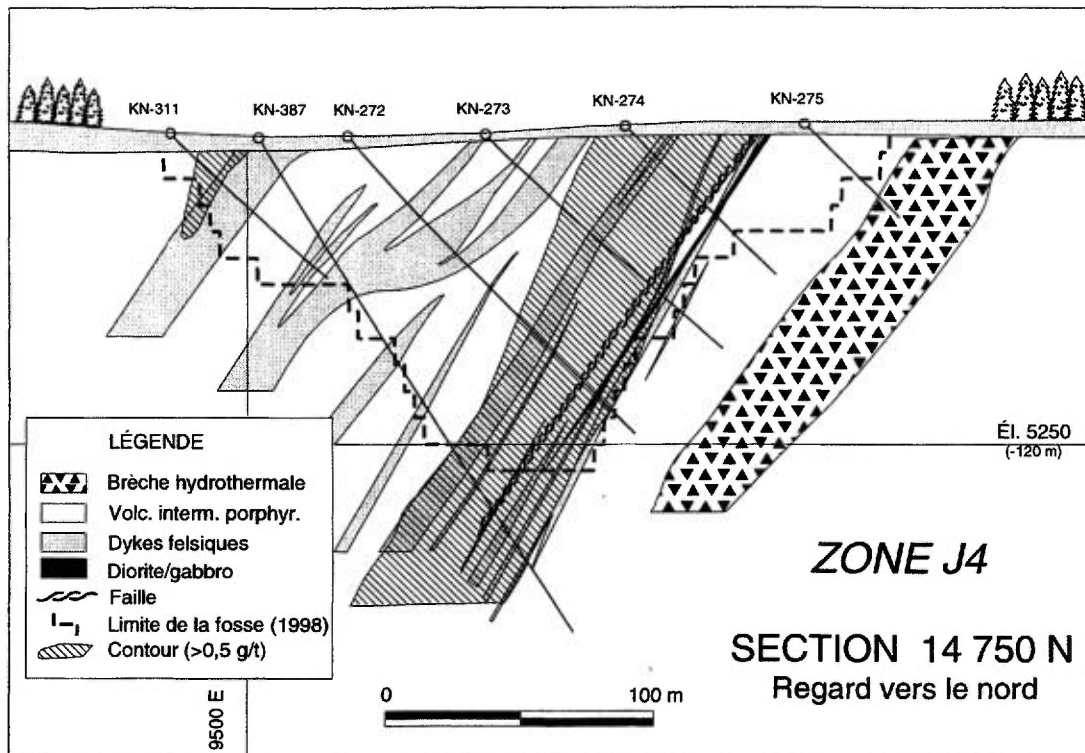 KN-311
KN-387
KN-272
KN-273
KN-274
KN-275
Él. 5250
(-120 m)
LÉGENDE
Brèche hydrothermale
Volc. interm. porphyr.
Dykes felsiques
Diorite/gabbro
Faille
Limite de la fosse (1998)
Contour (>0,5 g/t)
9500 E
0 100 m
ZONE J4
SECTION 14 750 N
Regard vers le nord